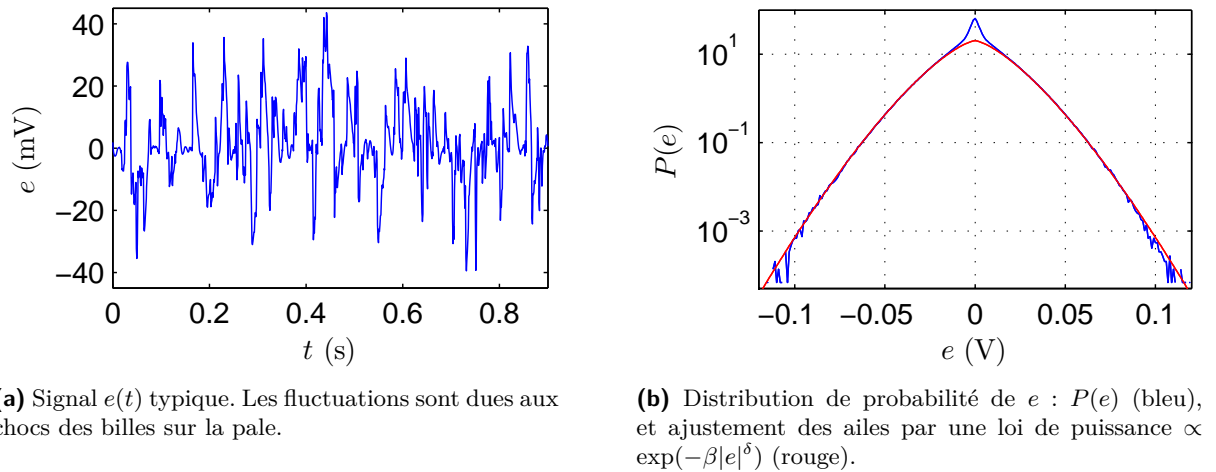 40
20
0
−20
−40
e (mV)
0
0.2
0.4
0.6
0.8
t (s)
10^1
10^−1
10^−3
P(e)
−0.1
−0.05
0
0.05
0.1
e (V)
(a) Signal e(t) typique. Les fluctuations sont dues aux
chocs des billes sur la pale.
(b) Distribution de probabilité de e : P(e) (bleu),
et ajustement des ailes par une loi de puissance ∝
exp(−β|e|^δ) (rouge).